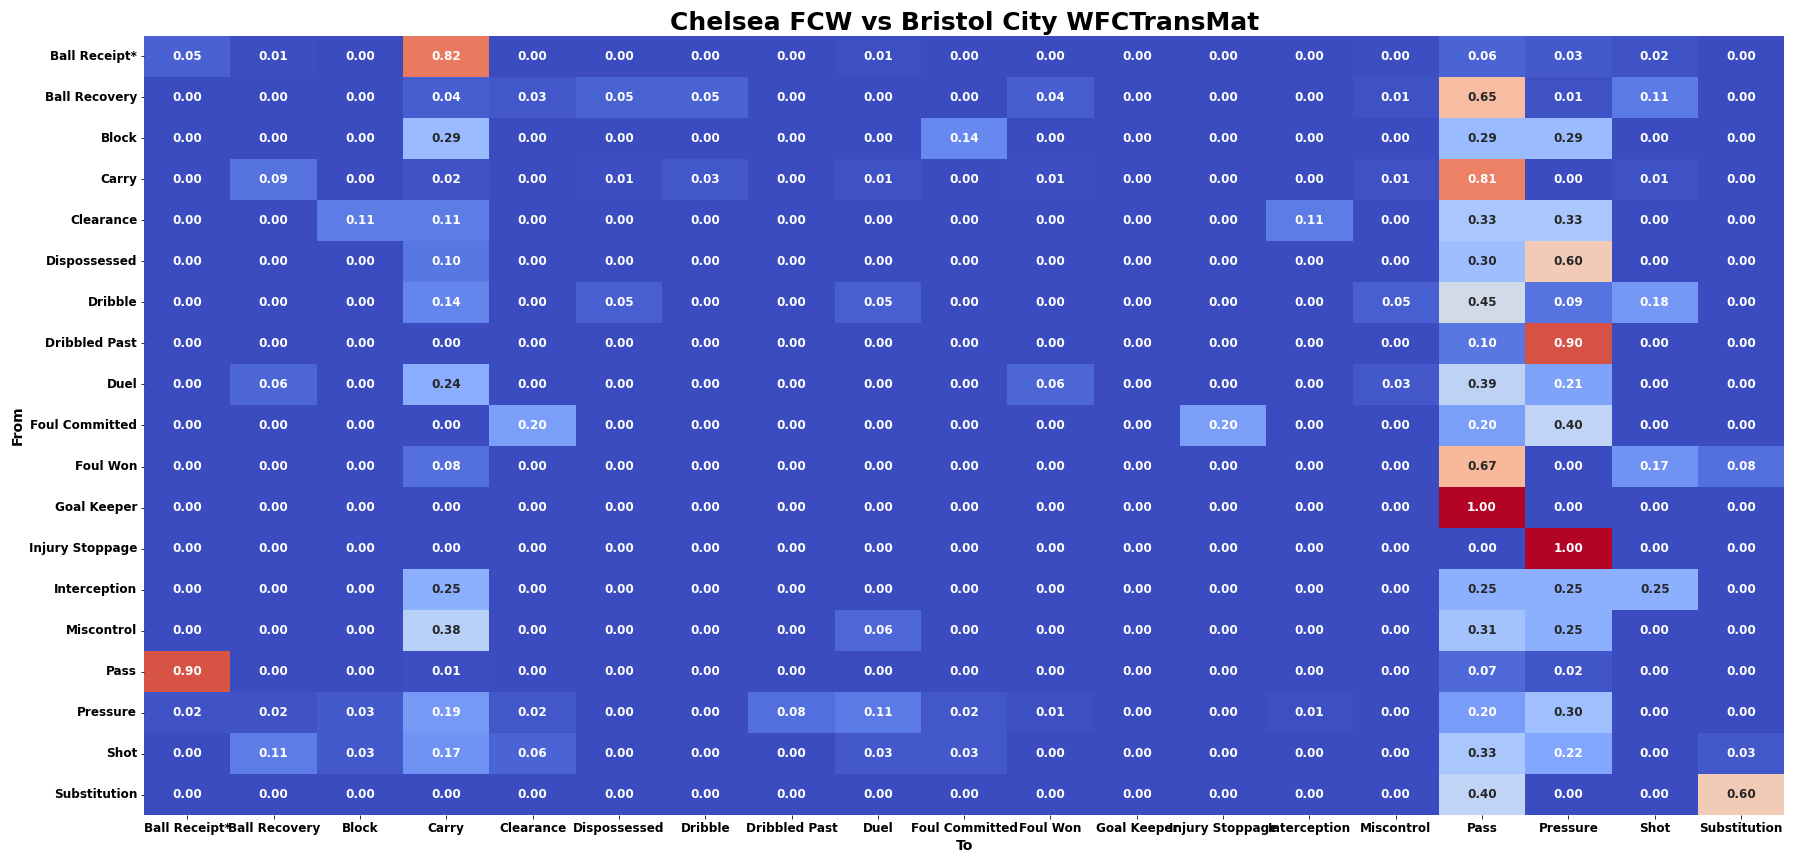 Chelsea FCW vs Bristol City WFCTransMat
Ball Receipt* 0.05 0.01 0.00 0.82 0.00 0.00 0.00 0.00 0.01 0.00 0.00 0.00 0.00 0.00 0.00 0.06 0.03 0.02 0.00
Ball Recovery 0.00 0.00 0.00 0.04 0.03 0.05 0.05 0.00 0.00 0.00 0.04 0.00 0.00 0.00 0.01 0.65 0.01 0.11 0.00
Block 0.00 0.00 0.00 0.29 0.00 0.00 0.00 0.00 0.00 0.14 0.00 0.00 0.00 0.00 0.00 0.29 0.29 0.00 0.00
Carry 0.00 0.09 0.00 0.02 0.00 0.01 0.03 0.00 0.01 0.00 0.01 0.00 0.00 0.00 0.01 0.81 0.00 0.01 0.00
Clearance 0.00 0.00 0.11 0.11 0.00 0.00 0.00 0.00 0.00 0.00 0.00 0.00 0.00 0.11 0.00 0.33 0.33 0.00 0.00
Dispossessed 0.00 0.00 0.00 0.10 0.00 0.00 0.00 0.00 0.00 0.00 0.00 0.00 0.00 0.00 0.00 0.30 0.60 0.00 0.00
Dribble 0.00 0.00 0.00 0.14 0.00 0.05 0.00 0.00 0.05 0.00 0.00 0.00 0.00 0.00 0.05 0.45 0.09 0.18 0.00
Dribbled Past 0.00 0.00 0.00 0.00 0.00 0.00 0.00 0.00 0.00 0.00 0.00 0.00 0.00 0.00 0.00 0.10 0.90 0.00 0.00
Duel 0.00 0.06 0.00 0.24 0.00 0.00 0.00 0.00 0.00 0.00 0.06 0.00 0.00 0.00 0.03 0.39 0.21 0.00 0.00
Foul Committed 0.00 0.00 0.00 0.00 0.20 0.00 0.00 0.00 0.00 0.00 0.00 0.00 0.20 0.00 0.00 0.20 0.40 0.00 0.00
Foul Won 0.00 0.00 0.00 0.08 0.00 0.00 0.00 0.00 0.00 0.00 0.00 0.00 0.00 0.00 0.00 0.67 0.00 0.17 0.08
Goal Keeper 0.00 0.00 0.00 0.00 0.00 0.00 0.00 0.00 0.00 0.00 0.00 0.00 0.00 0.00 0.00 1.00 0.00 0.00 0.00
Injury Stoppage 0.00 0.00 0.00 0.00 0.00 0.00 0.00 0.00 0.00 0.00 0.00 0.00 0.00 0.00 0.00 0.00 1.00 0.00 0.00
Interception 0.00 0.00 0.00 0.25 0.00 0.00 0.00 0.00 0.00 0.00 0.00 0.00 0.00 0.00 0.00 0.25 0.25 0.25 0.00
Miscontrol 0.00 0.00 0.00 0.38 0.00 0.00 0.00 0.00 0.06 0.00 0.00 0.00 0.00 0.00 0.00 0.31 0.25 0.00 0.00
Pass 0.90 0.00 0.00 0.01 0.00 0.00 0.00 0.00 0.00 0.00 0.00 0.00 0.00 0.00 0.00 0.07 0.02 0.00 0.00
Pressure 0.02 0.02 0.03 0.19 0.02 0.00 0.00 0.08 0.11 0.02 0.01 0.00 0.00 0.01 0.00 0.20 0.30 0.00 0.00
Shot 0.00 0.11 0.03 0.17 0.06 0.00 0.00 0.00 0.03 0.03 0.00 0.00 0.00 0.00 0.00 0.33 0.22 0.00 0.03
Substitution 0.00 0.00 0.00 0.00 0.00 0.00 0.00 0.00 0.00 0.00 0.00 0.00 0.00 0.00 0.00 0.40 0.00 0.00 0.60
From
Ball Receipt* Ball Recovery Block Carry Clearance Dispossessed Dribble Dribbled Past Duel Foul Committed Foul Won Goal Keeper Injury Stoppage Interception Miscontrol Pass Pressure Shot Substitution
To